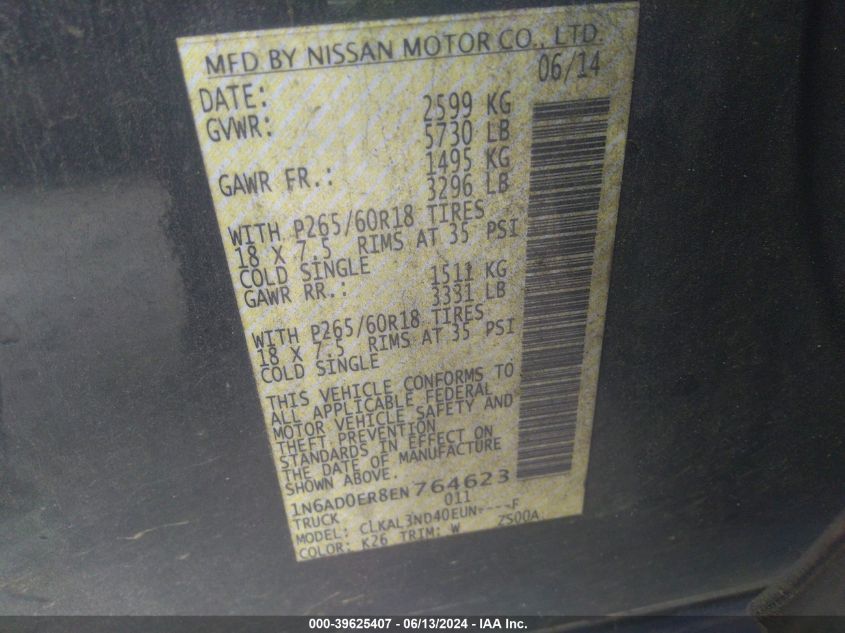 MFD BY NISSAN MOTOR CO., LTD.
DATE: 06/14
GVWR: 2599 KG
5730 LB
GAWR FR.: 1495 KG
3296 LB
WITH P265/60R18 TIRES
18 X 7.5 RIMS AT 35 PSI
COLD SINGLE
GAWR RR.: 1511 KG
3331 LB
WITH P265/60R18 TIRES
18 X 7.5 RIMS AT 35 PSI
COLD SINGLE
THIS VEHICLE CONFORMS TO
ALL APPLICABLE FEDERAL
MOTOR VEHICLE SAFETY AND
THEFT PREVENTION
STANDARDS IN EFFECT ON
THE DATE OF MANUFACTURE
SHOWN ABOVE.
1N6AD0ER8EN764623
TRUCK 011
MODEL: CLKAL3ND40EUN----F
COLOR: K26 TRIM: W ZS00A
000-39625407 - 06/13/2024 - IAA Inc.